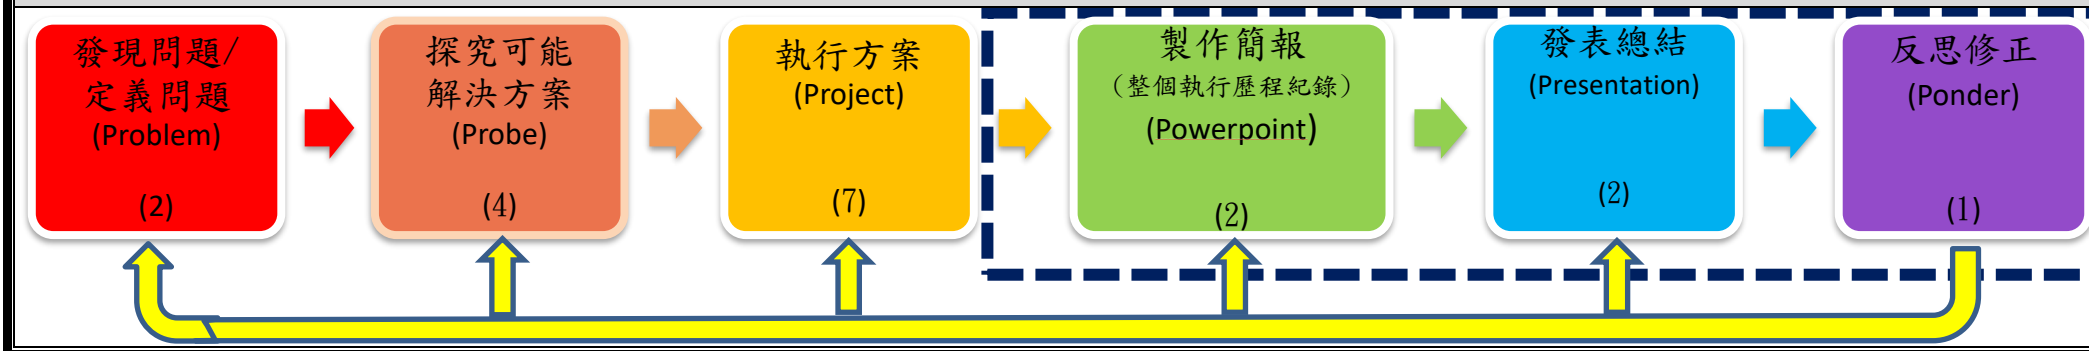 發現問題/
定義問題
(Problem)
(2)
探究可能
解決方案
(Probe)
(4)
執行方案
(Project)
(7)
製作簡報
（整個執行歷程紀錄）
(Powerpoint)
(2)
發表總結
(Presentation)
(2)
反思修正
(Ponder)
(1)